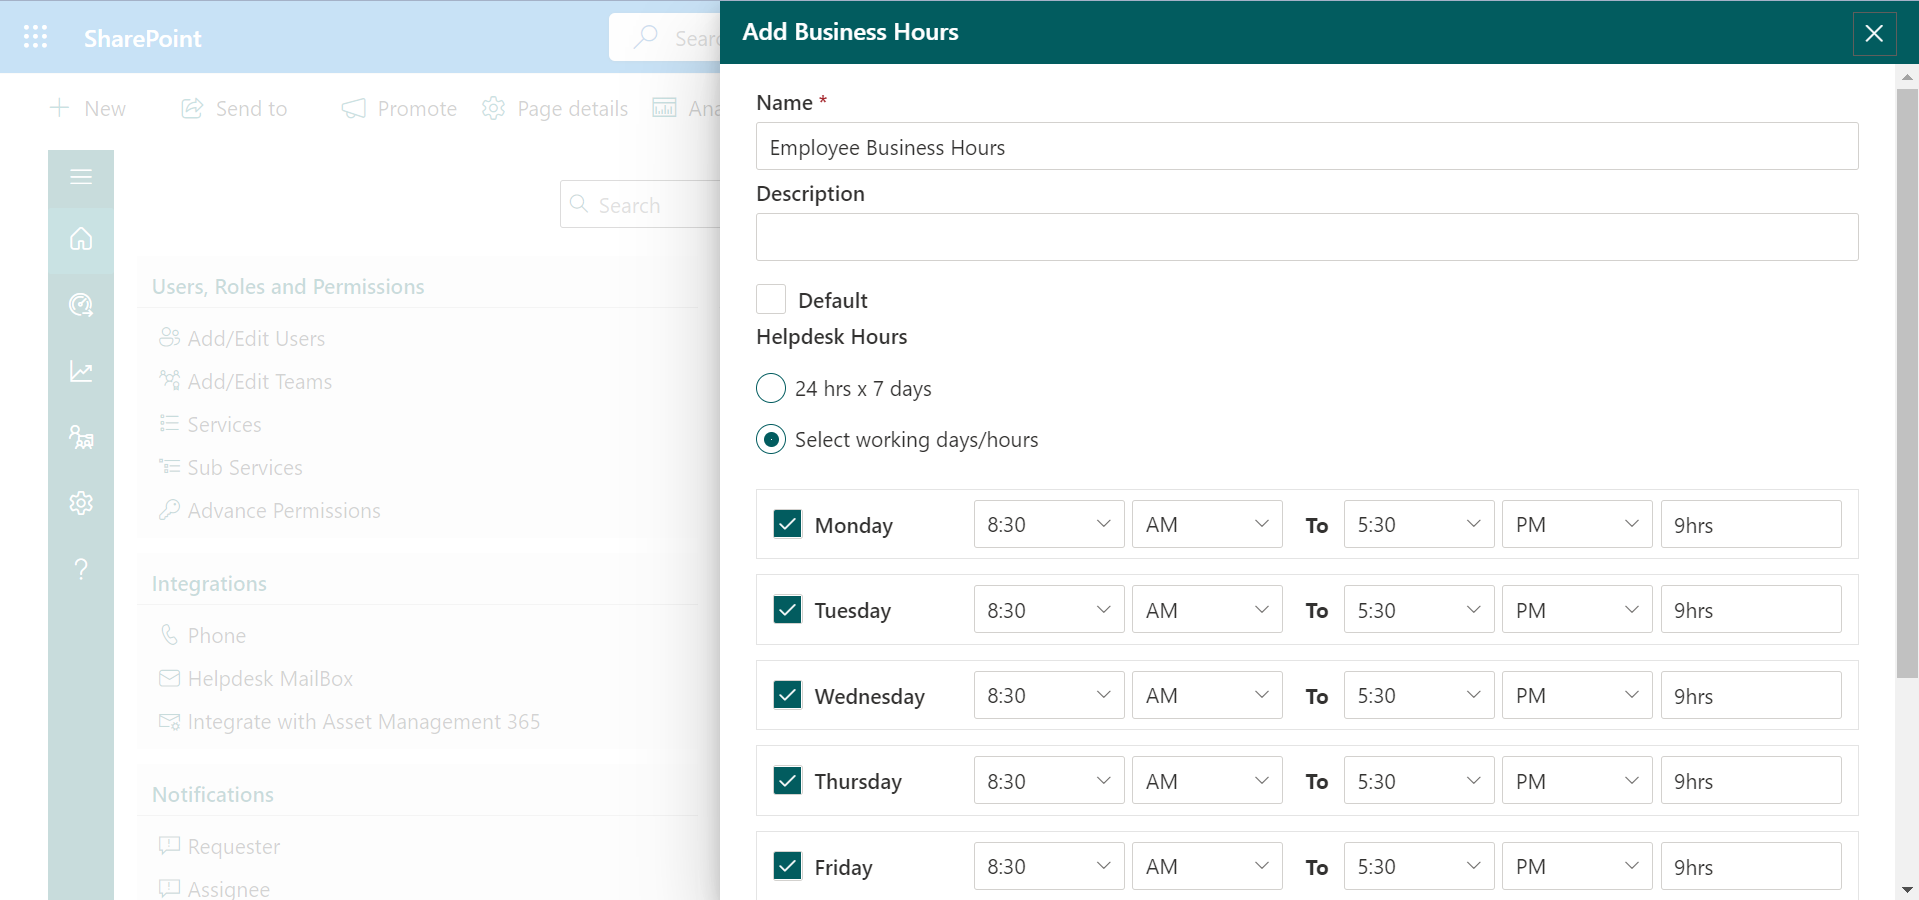 SharePoint
Sear
New
Send to
Promote
Page details
Ana
Search
Users, Roles and Permissions
Add/Edit Users
Add/Edit Teams
Services
Sub Services
Advance Permissions
Integrations
Phone
Helpdesk MailBox
Integrate with Asset Management 365
Notifications
Requester
Assignee
Add Business Hours
Name *
Employee Business Hours
Description
Default
Helpdesk Hours
24 hrs x 7 days
Select working days/hours
Monday 8:30 AM To 5:30 PM 9hrs
Tuesday 8:30 AM To 5:30 PM 9hrs
Wednesday 8:30 AM To 5:30 PM 9hrs
Thursday 8:30 AM To 5:30 PM 9hrs
Friday 8:30 AM To 5:30 PM 9hrs